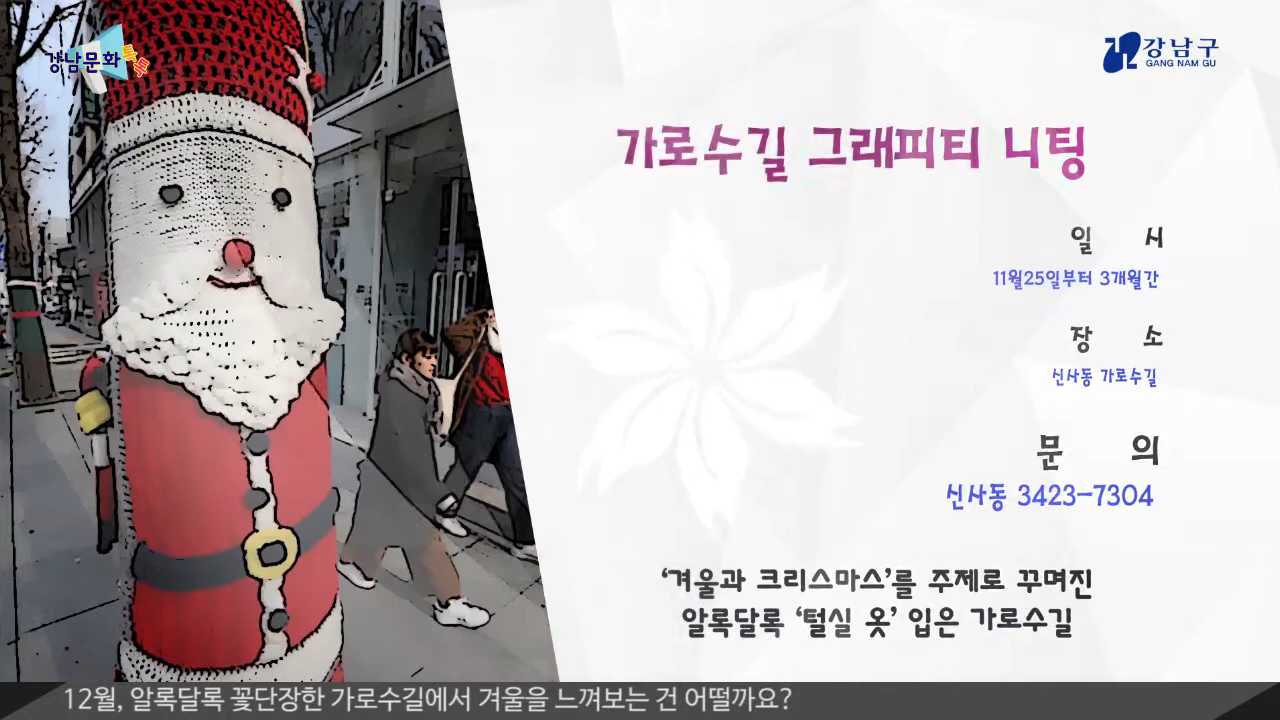 강남문화톡톡
강남구
GANG NAM GU
가로수길 그래피티 니팅
일 시
11월25일부터 3개월간
장 소
신사동 가로수길
문 의
신사동 3423-7304
‘겨울과 크리스마스’를 주제로 꾸며진
알록달록 ‘털실 옷’ 입은 가로수길
12월, 알록달록 꽃단장한 가로수길에서 겨울을 느껴보는 건 어떨까요?